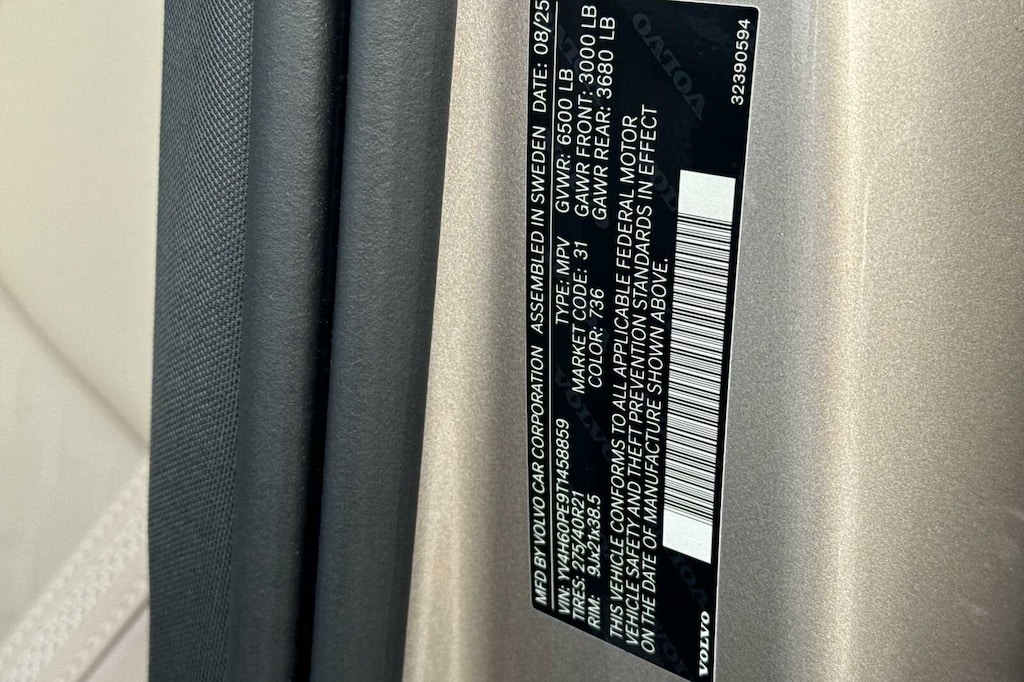 MFD BY VOLVO CAR CORPORATION ASSEMBLED IN SWEDEN DATE: 08/25
VIN: YV4H60PE9T1458859 TYPE: MPV GVWR: 6500 LB
TIRES: 275/40R21 MARKET CODE: 31 GAWR FRONT: 3000 LB
RIM: 9Jx21x38.5 COLOR: 736 GAWR REAR: 3680 LB
THIS VEHICLE CONFORMS TO ALL APPLICABLE FEDERAL MOTOR
VEHICLE SAFETY AND THEFT PREVENTION STANDARDS IN EFFECT
ON THE DATE OF MANUFACTURE SHOWN ABOVE.
VOLVO 32390594